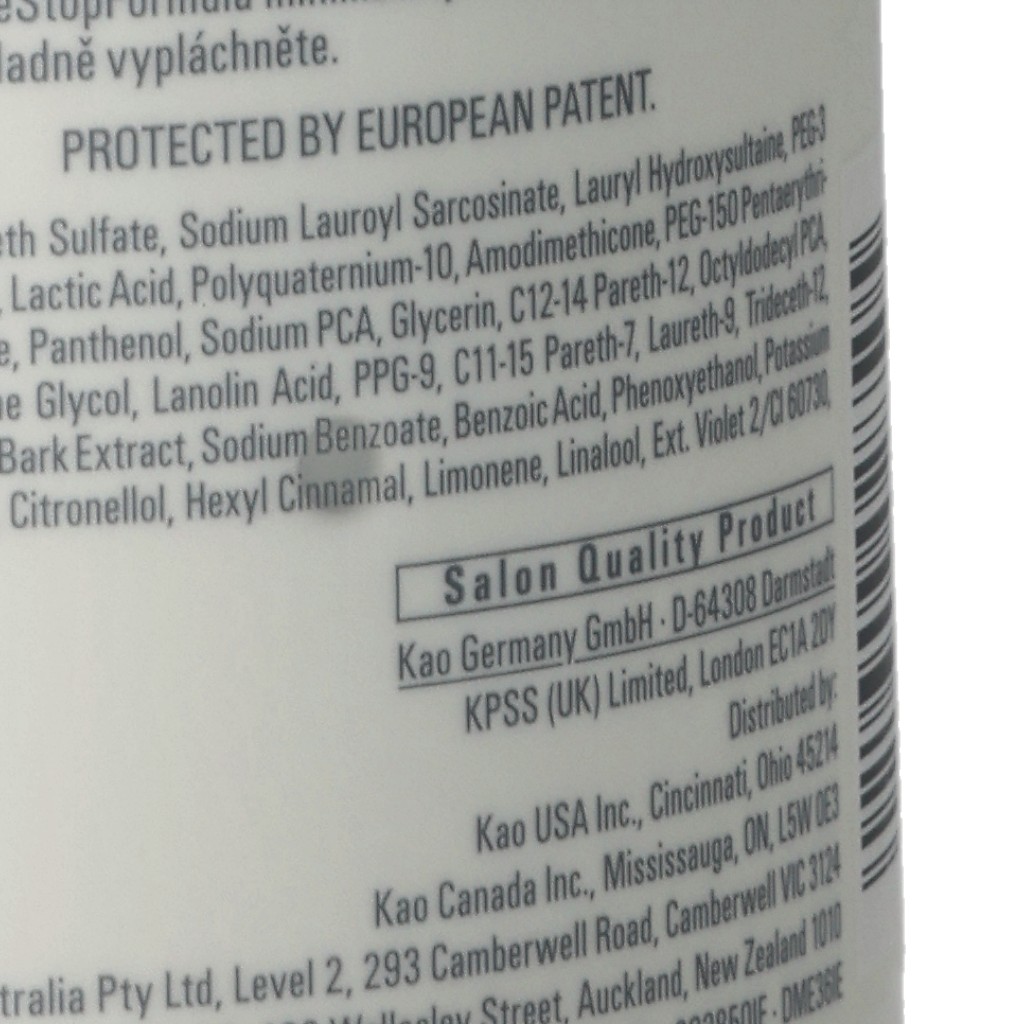 vypláchněte.
PROTECTED BY EUROPEAN PATENT.
Sulfate, Sodium Lauroyl Sarcosinate, Lauryl Hydroxysultaine, PEG-3
Lactic Acid, Polyquaternium-10, Amodimethicone, PEG-150 Pentaerythri-
Panthenol, Sodium PCA, Glycerin, C12-14 Pareth-12, Octyldodecyl PCA,
Glycol, Lanolin Acid, PPG-9, C11-15 Pareth-7, Laureth-9, Trideceth-12,
Bark Extract, Sodium Benzoate, Benzoic Acid, Phenoxyethanol, Potassium
Citronellol, Hexyl Cinnamal, Limonene, Linalool, Ext. Violet 2/CI 60730,
Salon Quality Product
Kao Germany GmbH · D-64308 Darmstadt
KPSS (UK) Limited, London EC1A 2DY
Distributed by:
Kao USA Inc., Cincinnati, Ohio 45214
Kao Canada Inc., Mississauga, ON, L5W 0E3
tralia Pty Ltd, Level 2, 293 Camberwell Road, Camberwell VIC 3124
Street, Auckland, New Zealand 1010